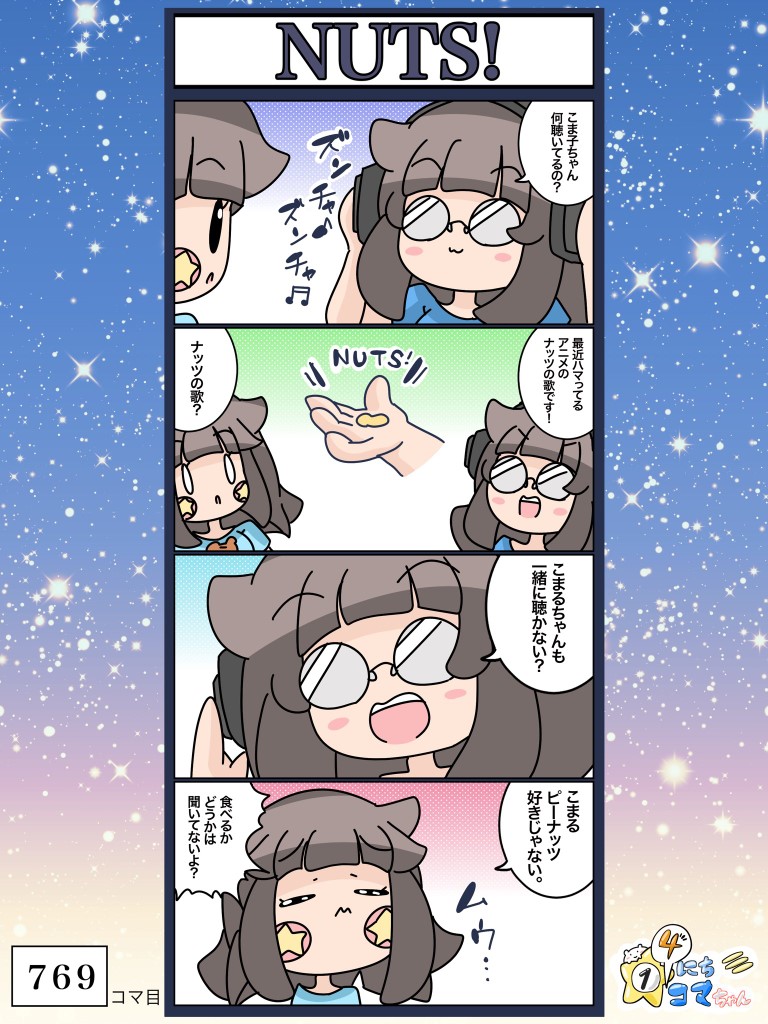 NUTS!
こま子ちゃん
何聴いてるの?
ズンチャ♪
ズンチャ♬
最近ハマってる
アニメの
ナッツの歌です!
NUTS!
ナッツの歌?
こまるちゃんも
一緒に聴かない?
こまる
ピーナッツ
好きじゃない。
ムゥ…
食べるか
どうかは
聞いてないよ?
769
コマ目
1
にち
4
コマ
ちゃん